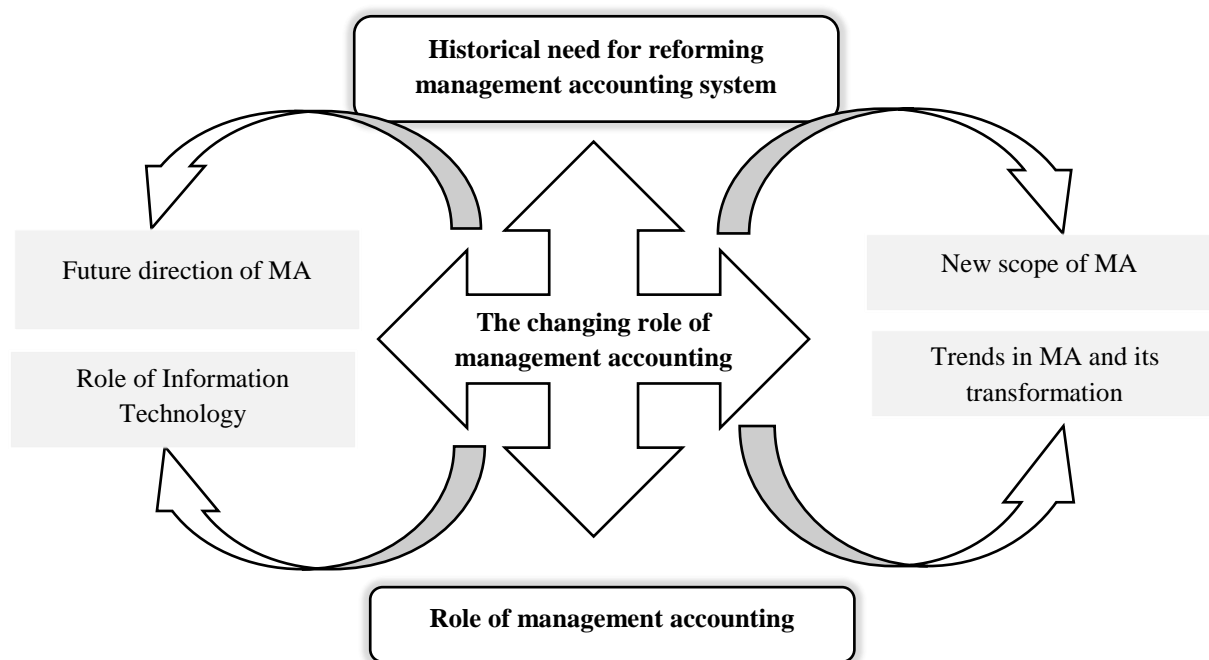 Historical need for reforming
management accounting system
Future direction of MA
New scope of MA
The changing role of
management accounting
Role of Information
Technology
Trends in MA and its
transformation
Role of management accounting